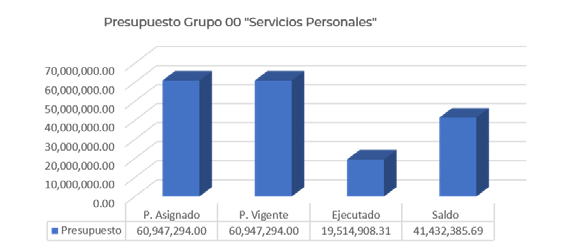 Presupuesto Grupo 00 "Servicios Personales"
70,000,000.00
60,000,000.00
50,000,000.00
40,000,000.00
30,000,000.00
20,000,000.00
10,000,000.00
0.00
P. Asignado P. Vigente Ejecutado Saldo
Presupuesto 60,947,294.00 60,947,294.00 19,514,908.31 41,432,385.69